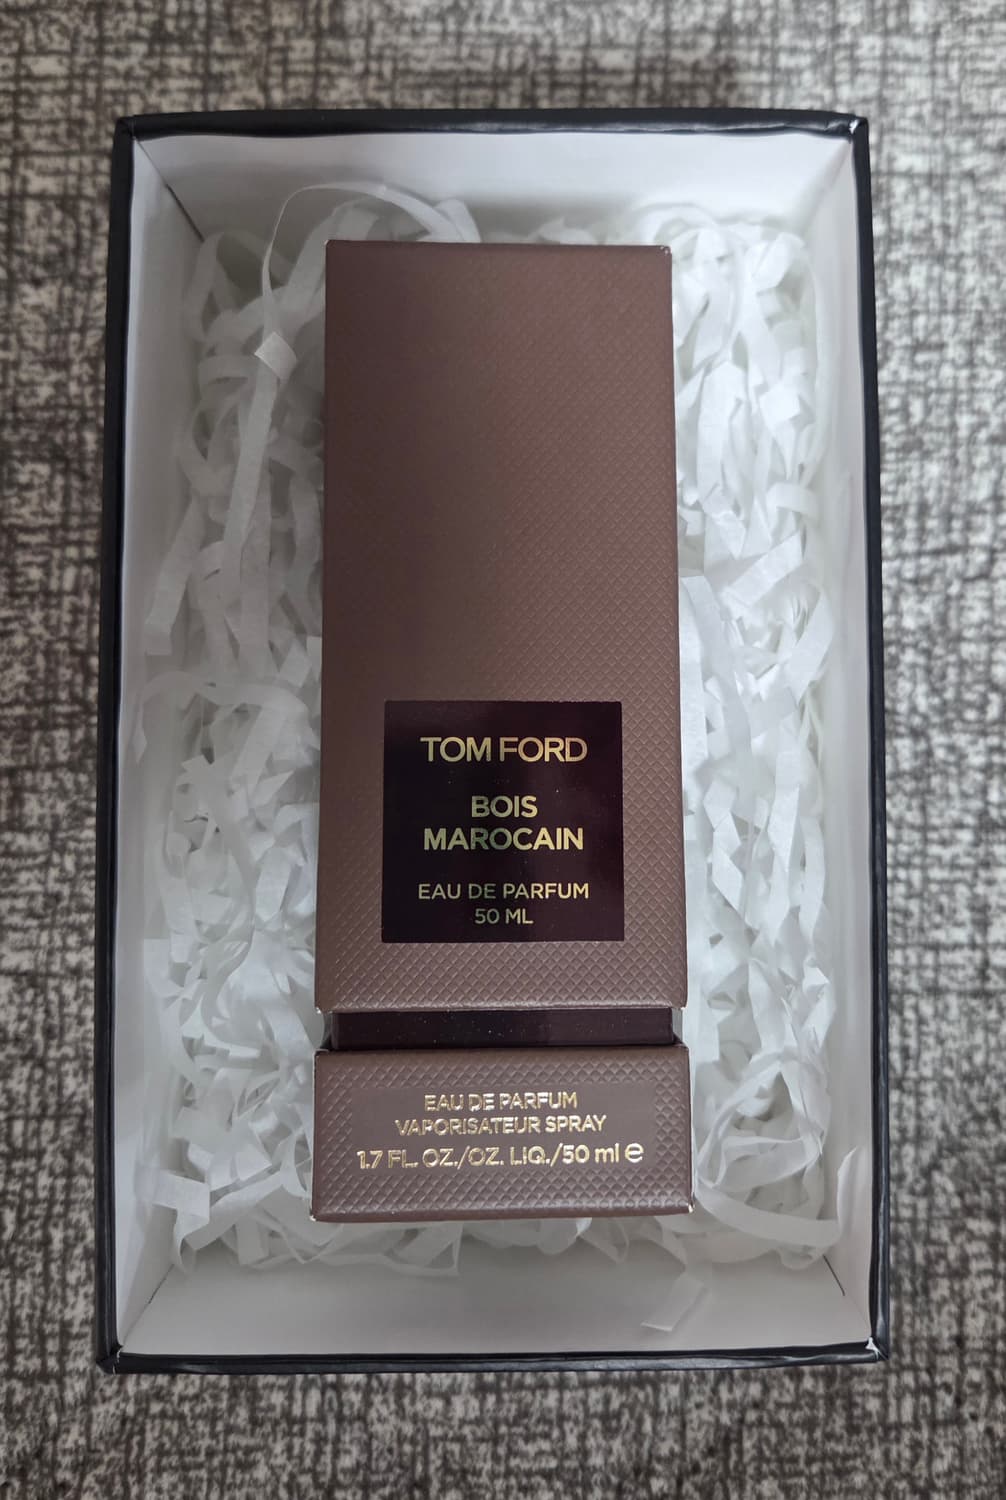 TOM FORD
BOIS
MAROCAIN
EAU DE PARFUM
50 ML
EAU DE PARFUM
VAPORISATEUR SPRAY
1.7 FL. OZ./OZ. LIQ./50 ml ℮